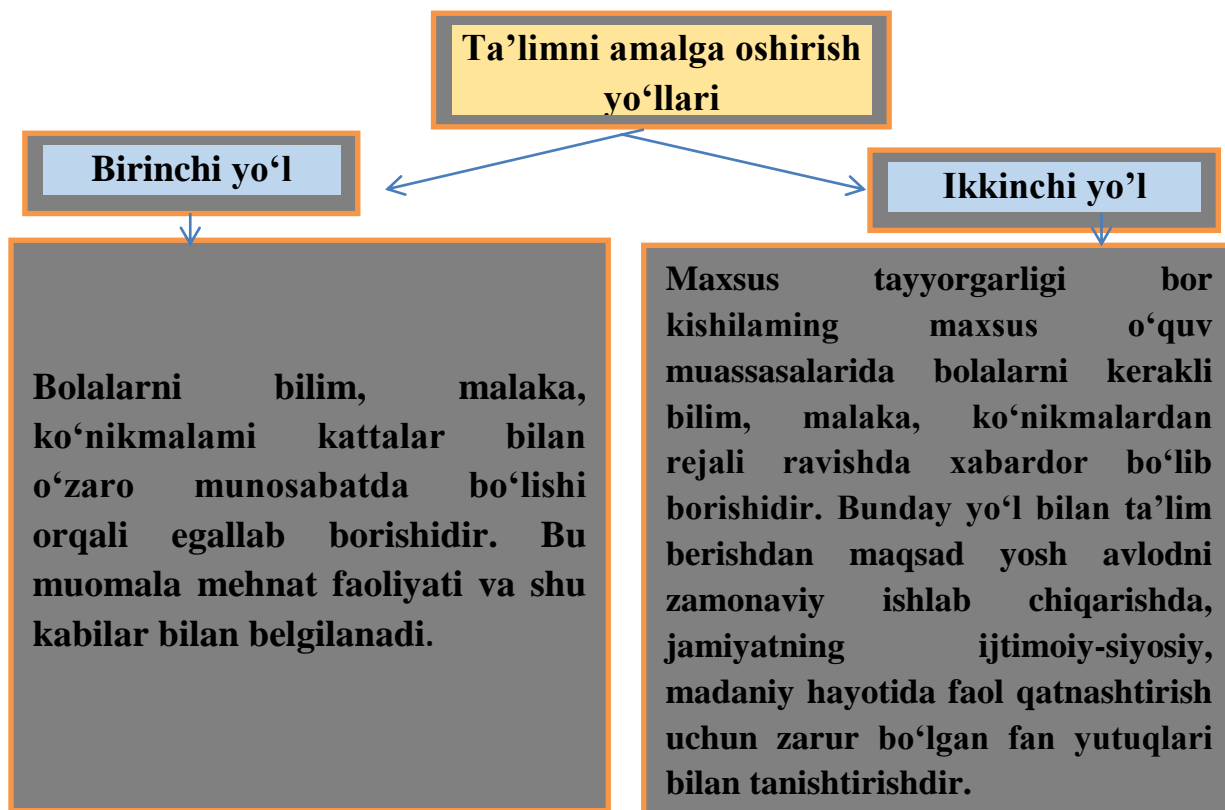 Ta’limni amalga oshirish
yo‘llari
Birinchi yo‘l
Ikkinchi yo’l
Bolalarni bilim, malaka,
ko‘nikmalami kattalar bilan
o‘zaro munosabatda bo‘lishi
orqali egallab borishidir. Bu
muomala mehnat faoliyati va shu
kabilar bilan belgilanadi.
Maxsus tayyorgarligi bor
kishilaming maxsus o‘quv
muassasalarida bolalarni kerakli
bilim, malaka, ko‘nikmalardan
rejali ravishda xabardor bo‘lib
borishidir. Bunday yo‘l bilan ta’lim
berishdan maqsad yosh avlodni
zamonaviy ishlab chiqarishda,
jamiyatning ijtimoiy-siyosiy,
madaniy hayotida faol qatnashtirish
uchun zarur bo‘lgan fan yutuqlari
bilan tanishtirishdir.